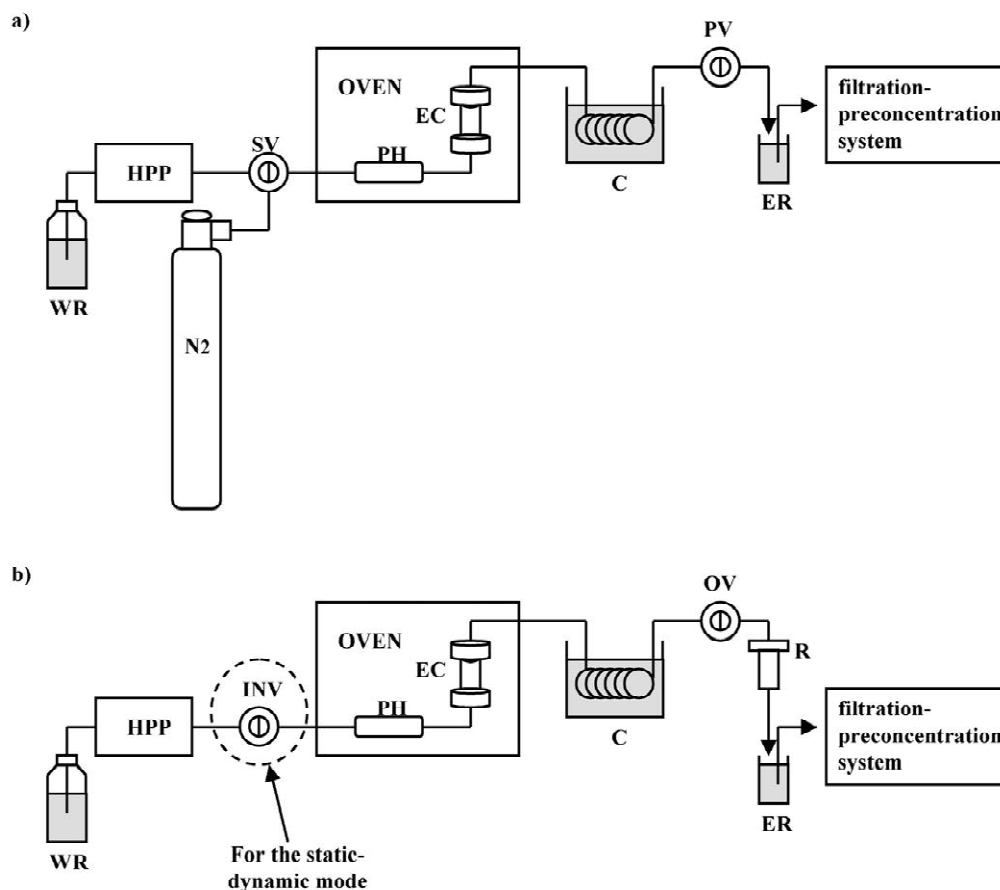 a)
PV
OVEN
EC
filtration-
preconcentration
system
SV
PH
HPP
C
ER
WR
N2
b)
OV
OVEN
EC
R
INV
PH
HPP
C
filtration-
preconcentration
system
ER
WR
For the static-
dynamic mode